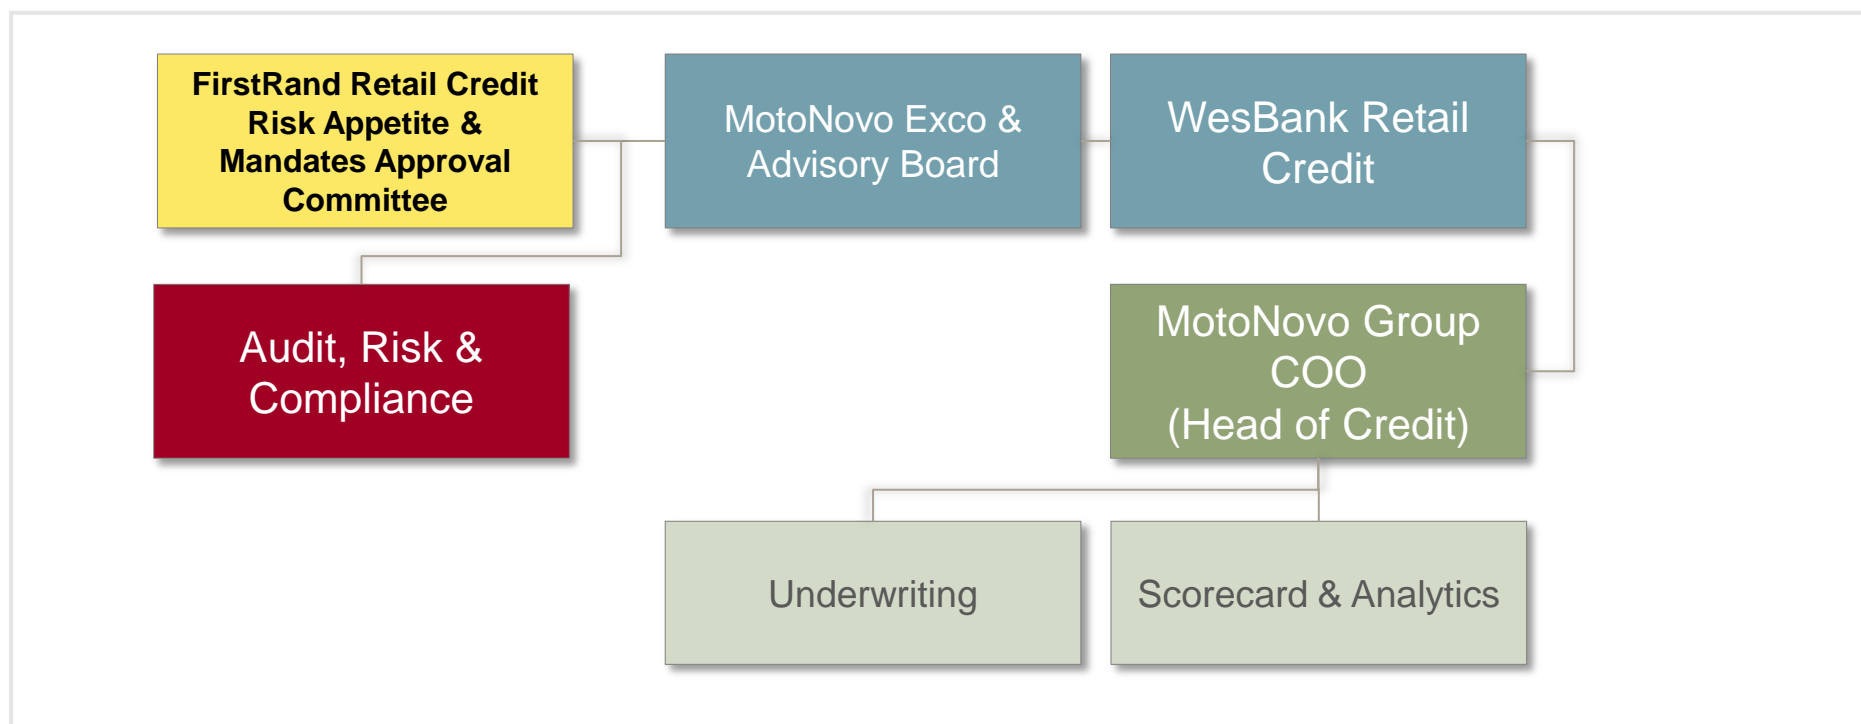 FirstRand Retail Credit
Risk Appetite &
Mandates Approval
Committee
MotoNovo Exco &
Advisory Board
WesBank Retail
Credit
Audit, Risk &
Compliance
MotoNovo Group
COO
(Head of Credit)
Underwriting
Scorecard & Analytics